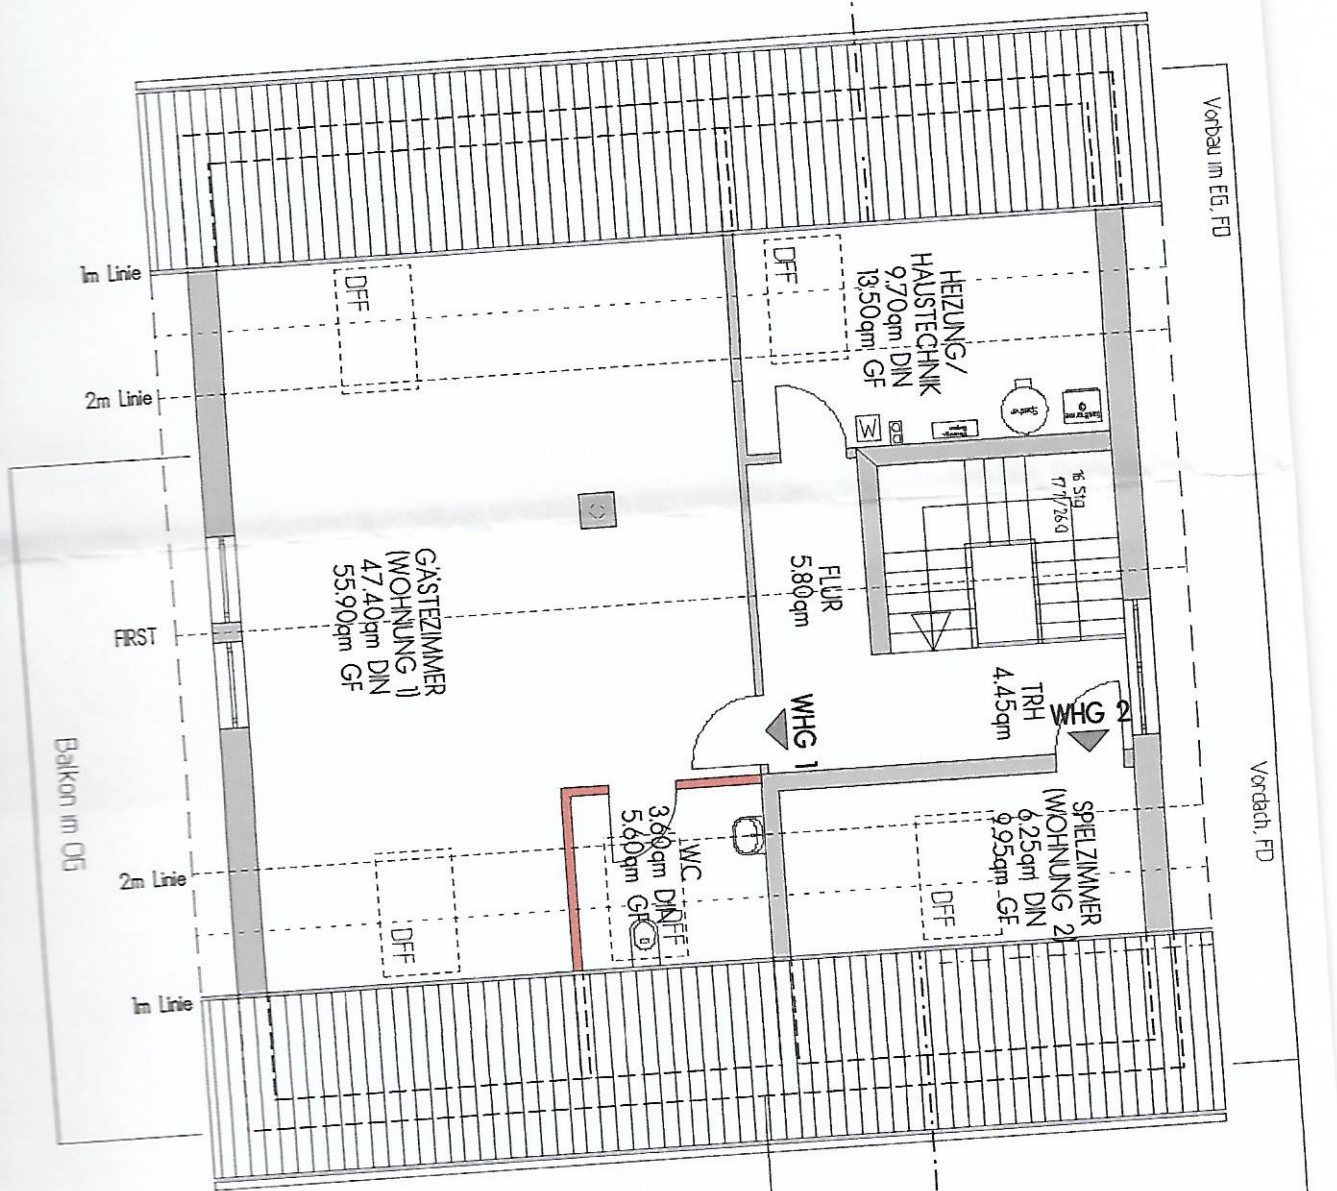 Vorbau im EG, FD
1m Linie
DFF
DFF
HEIZUNG/
HAUSTECHNIK
9.70qm DIN
13.50qm GF
2m Linie
Speicher
W
16 Stg
17.1/26.0
GÄSTEZIMMER
(WOHNUNG 1)
47.40qm DIN
55.90qm GF
FLUR
5.80qm
FIRST
TRH
4.45qm
WHG 1
WHG 2
Balkon im OG
Vordach, FD
SPIELZIMMER
(WOHNUNG 2)
6.25qm DIN
9.95qm GF
WC
3.60qm DIN
5.60qm GF
DFF
DFF
DFF
2m Linie
1m Linie